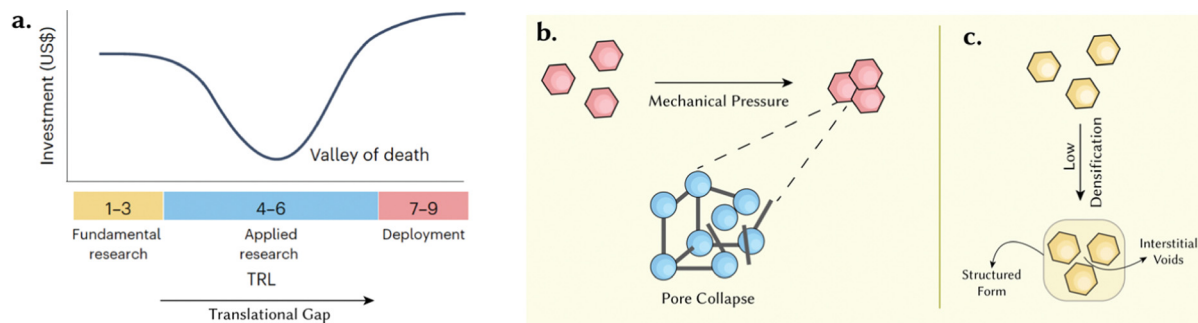 a.
Investment (US$)
Valley of death
1–3
4–6
7–9
Fundamental
research
Applied
research
Deployment
TRL
Translational Gap
b.
Mechanical Pressure
Pore Collapse
c.
Low
Densification
Structured
Form
Interstitial
Voids